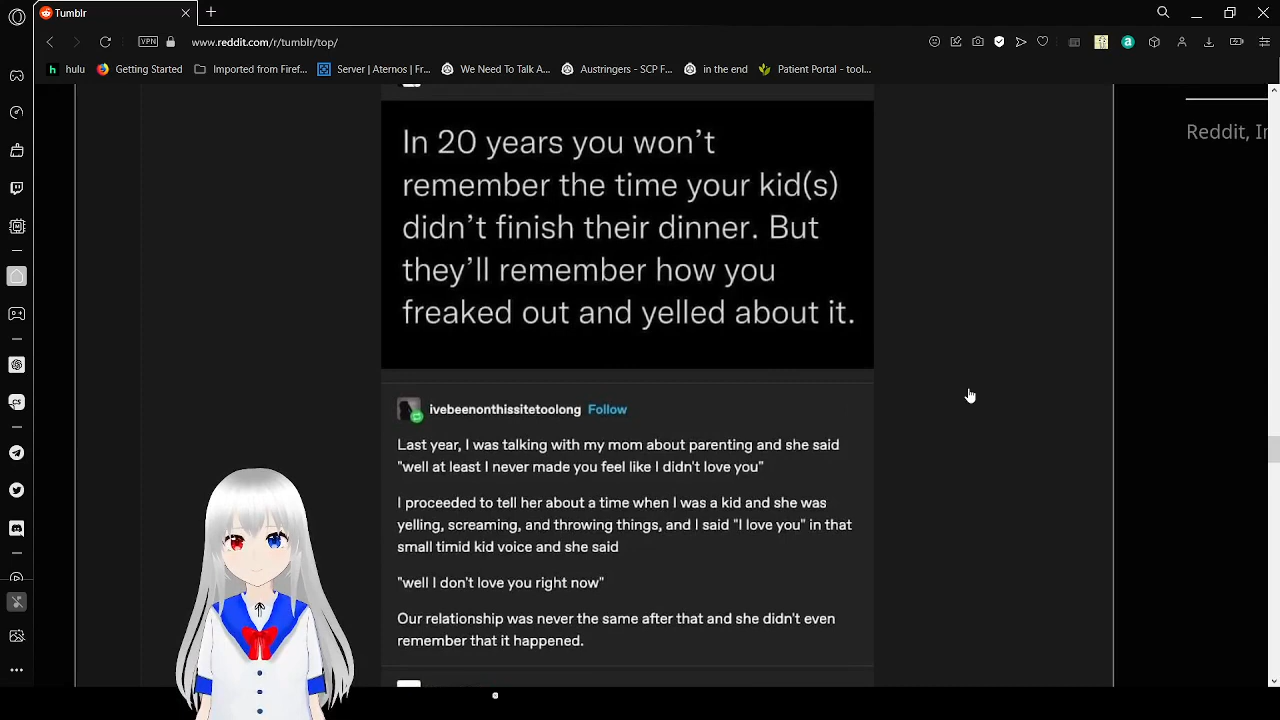 Tumblr
VPN
www.reddit.com/r/tumblr/top/
hulu
Getting Started
Imported from Firef...
Server | Aternos | Fr...
We Need To Talk A...
Austringers - SCP F...
in the end
Patient Portal - tool...
Reddit, In
In 20 years you won't
remember the time your kid(s)
didn't finish their dinner. But
they'll remember how you
freaked out and yelled about it.
ivebeenonthissitetoolong Follow
Last year, I was talking with my mom about parenting and she said
"well at least I never made you feel like I didn't love you"
I proceeded to tell her about a time when I was a kid and she was
yelling, screaming, and throwing things, and I said "I love you" in that
small timid kid voice and she said
"well I don't love you right now"
Our relationship was never the same after that and she didn't even
remember that it happened.